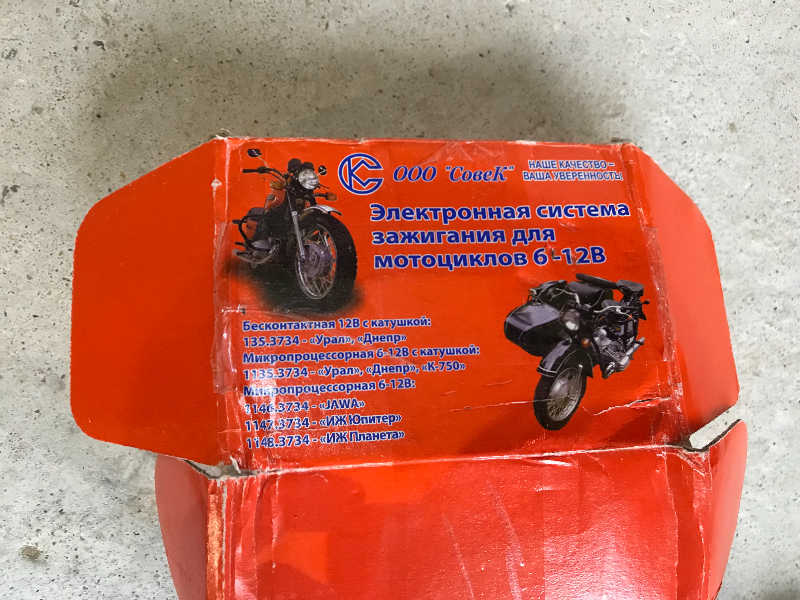 СК ООО "СовеК"
НАШЕ КАЧЕСТВО -
ВАША УВЕРЕННОСТЬ!
Электронная система
зажигания для
мотоциклов 6 -12В
Бесконтактная 12В с катушкой:
135.3734 - «Урал», «Днепр»
Микропроцессорная 6-12В с катушкой:
1135.3734 - «Урал», «Днепр», «К-750»
Микропроцессорная 6-12В:
1146.3734 - «JAWA»
1147.3734 - «ИЖ Юпитер»
1148.3734 - «ИЖ Планета»